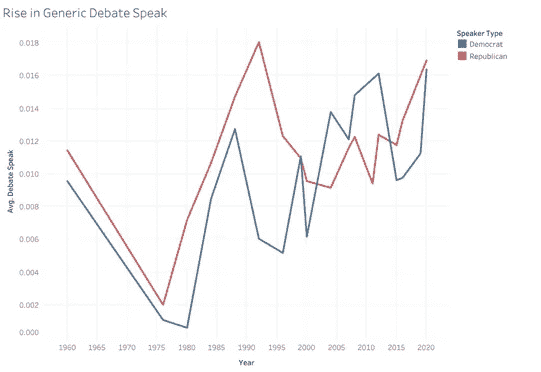 Rise in Generic Debate Speak
Speaker Type
Democrat
Republican
Avg. Debate Speak
0.018
0.016
0.014
0.012
0.010
0.008
0.006
0.004
0.002
0.000
1960 1965 1970 1975 1980 1985 1990 1995 2000 2005 2010 2015 2020
Year